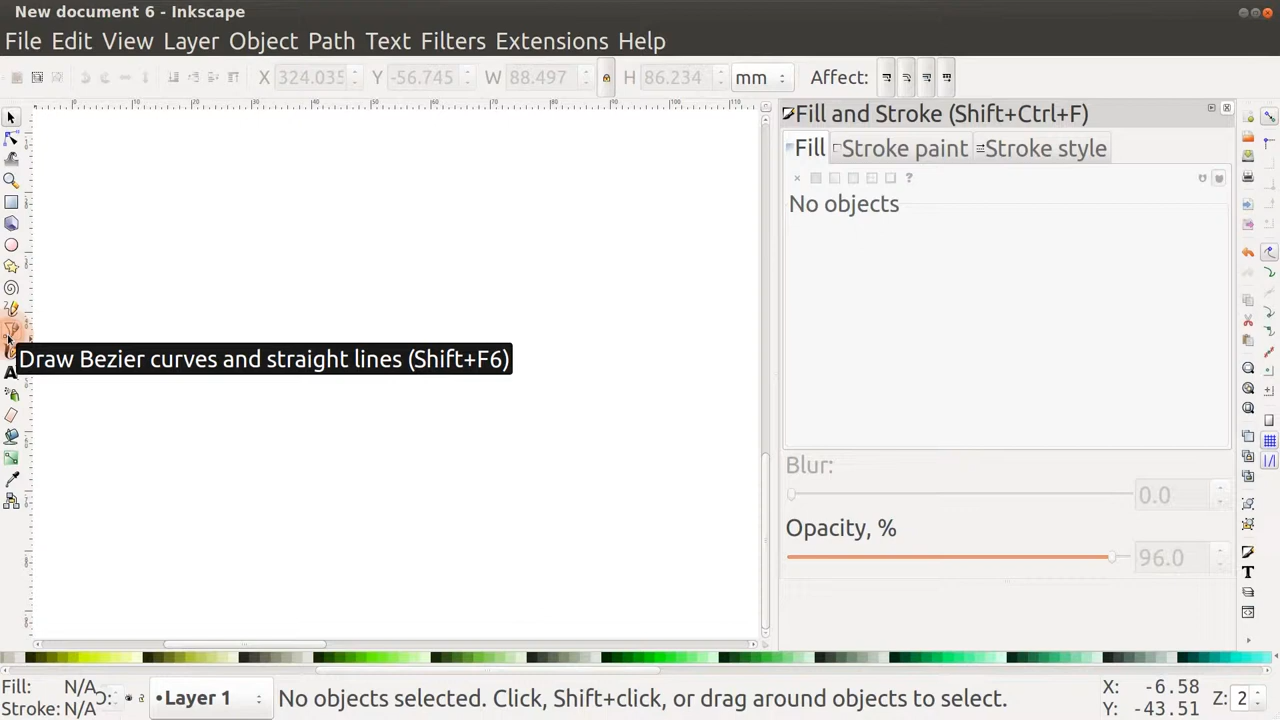 New document 6 - Inkscape
File Edit View Layer Object Path Text Filters Extensions Help
X 324.035 Y -56.745 W 88.497 H 86.234 mm Affect:
Fill and Stroke (Shift+Ctrl+F)
Fill Stroke paint Stroke style
No objects
Draw Bezier curves and straight lines (Shift+F6)
Blur:
0.0
Opacity, %
96.0
Fill: N/A
Stroke: N/A
O:
•Layer 1
No objects selected. Click, Shift+click, or drag around objects to select.
X: -6.58
Y: -43.51
Z: 2